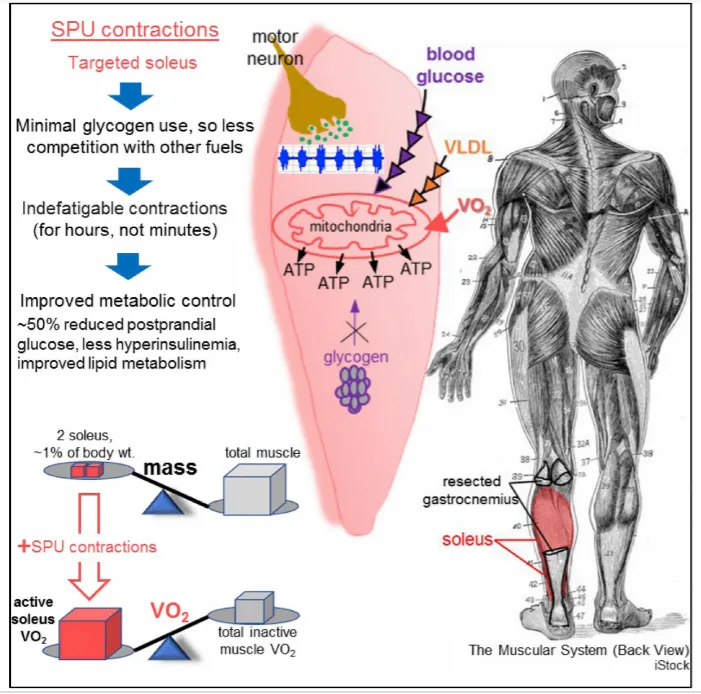 SPU contractions
Targeted soleus
Minimal glycogen use, so less
competition with other fuels
Indefatigable contractions
(for hours, not minutes)
Improved metabolic control
~50% reduced postprandial
glucose, less hyperinsulinemia,
improved lipid metabolism
2 soleus,
~1% of body wt.
mass
total muscle
+SPU contractions
active
soleus
VO₂
VO₂
total inactive
muscle VO₂
motor
neuron
blood
glucose
VLDL
VO₂
mitochondria
ATP
ATP
ATP
ATP
glycogen
resected
gastrocnemius
soleus
The Muscular System (Back View)
iStock